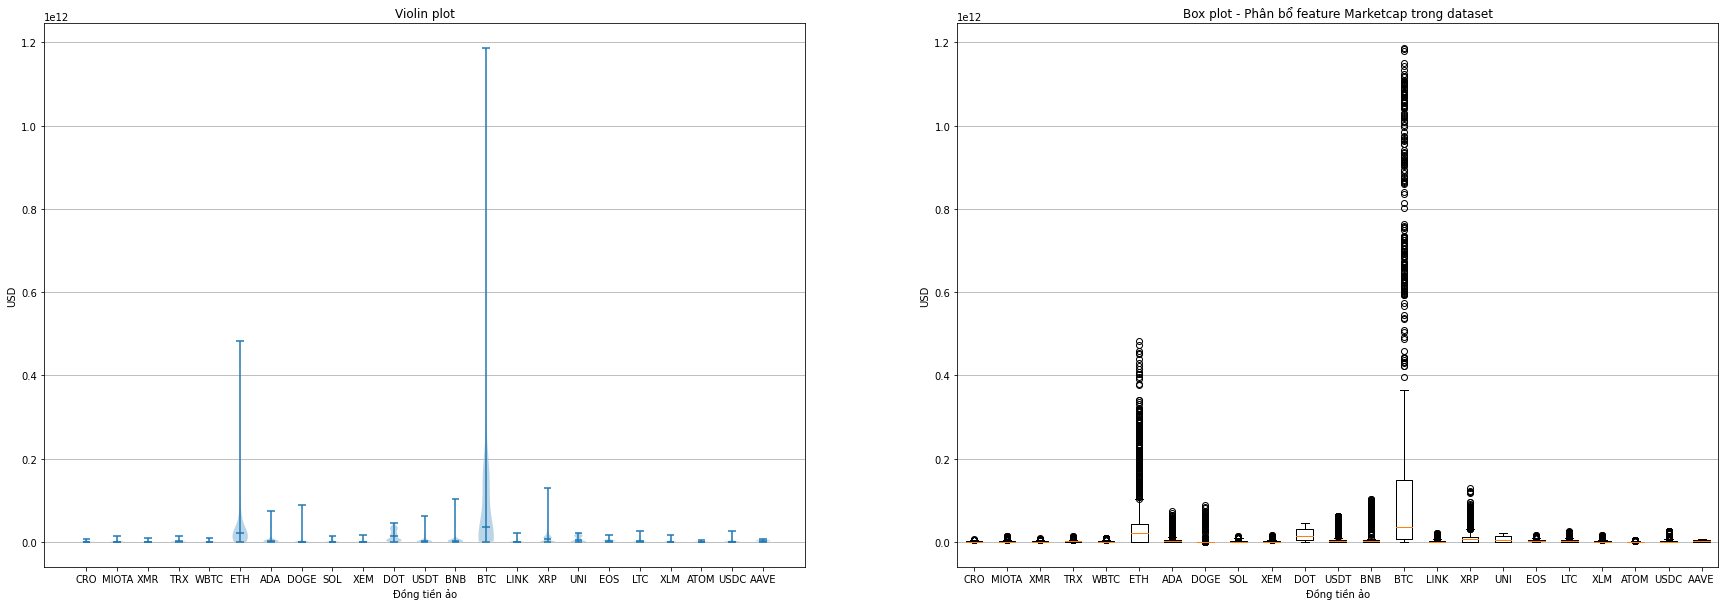 Violin plot
1e12
1.2
1.0
0.8
0.6
0.4
0.2
0.0
USD
CRO MIOTA XMR TRX WBTC ETH ADA DOGE SOL XEM DOT USDT BNB BTC LINK XRP UNI EOS LTC XLM ATOM USDC AAVE
Đồng tiền ảo
Box plot - Phân bổ feature Marketcap trong dataset
1e12
1.2
1.0
0.8
0.6
0.4
0.2
0.0
USD
CRO MIOTA XMR TRX WBTC ETH ADA DOGE SOL XEM DOT USDT BNB BTC LINK XRP UNI EOS LTC XLM ATOM USDC AAVE
Đồng tiền ảo